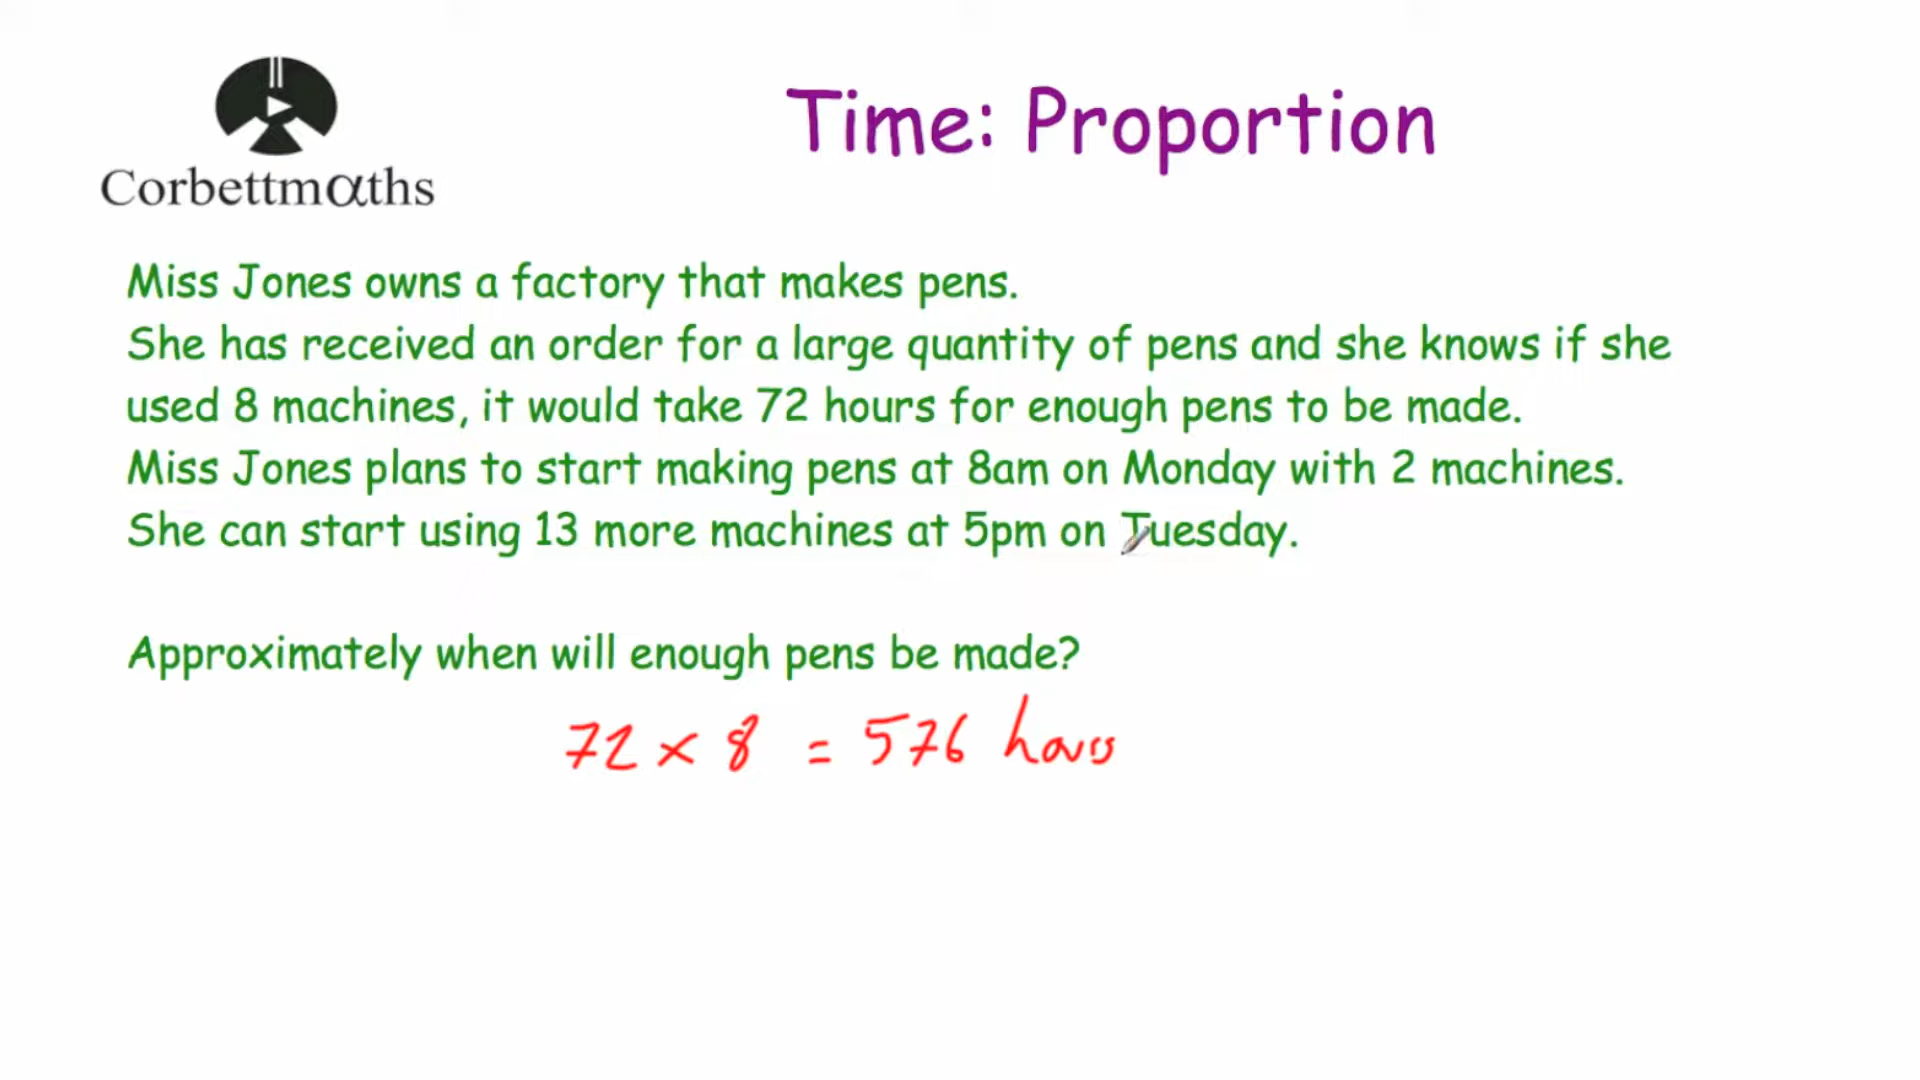 Time: Proportion
Corbettmαths
Miss Jones owns a factory that makes pens.
She has received an order for a large quantity of pens and she knows if she
used 8 machines, it would take 72 hours for enough pens to be made.
Miss Jones plans to start making pens at 8am on Monday with 2 machines.
She can start using 13 more machines at 5pm on Tuesday.
Approximately when will enough pens be made?
72 × 8 = 576 hours